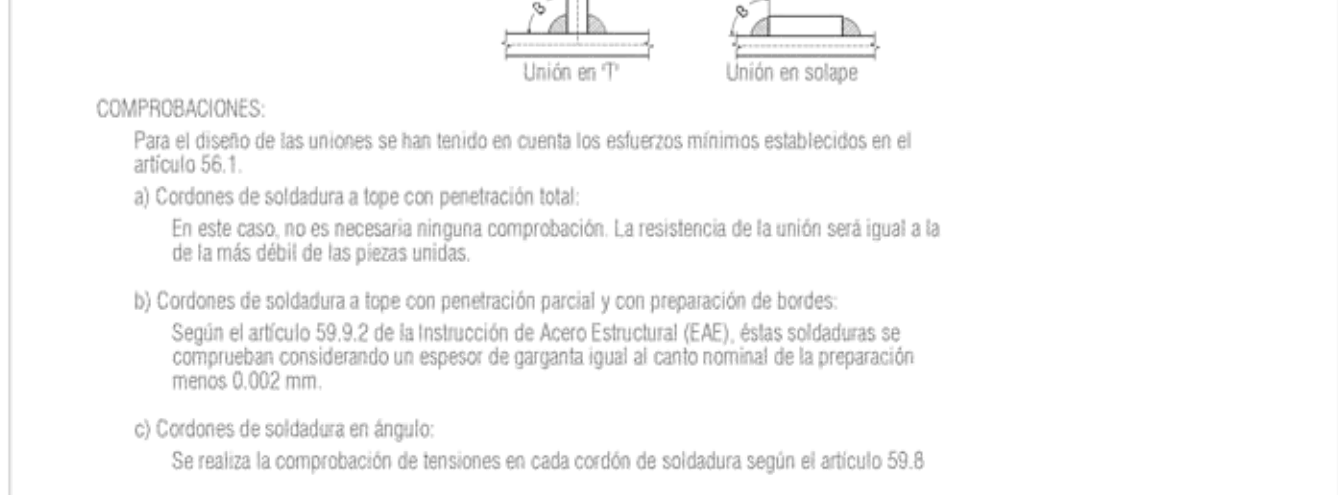 β β
Unión en 'T' Unión en solape
COMPROBACIONES:
Para el diseño de las uniones se han tenido en cuenta los esfuerzos mínimos establecidos en el
artículo 56.1.
a) Cordones de soldadura a tope con penetración total:
En este caso, no es necesaria ninguna comprobación. La resistencia de la unión será igual a la
de la más débil de las piezas unidas.
b) Cordones de soldadura a tope con penetración parcial y con preparación de bordes:
Según el artículo 59.9.2 de la Instrucción de Acero Estructural (EAE), éstas soldaduras se
comprueban considerando un espesor de garganta igual al canto nominal de la preparación
menos 0.002 mm.
c) Cordones de soldadura en ángulo:
Se realiza la comprobación de tensiones en cada cordón de soldadura según el artículo 59.8